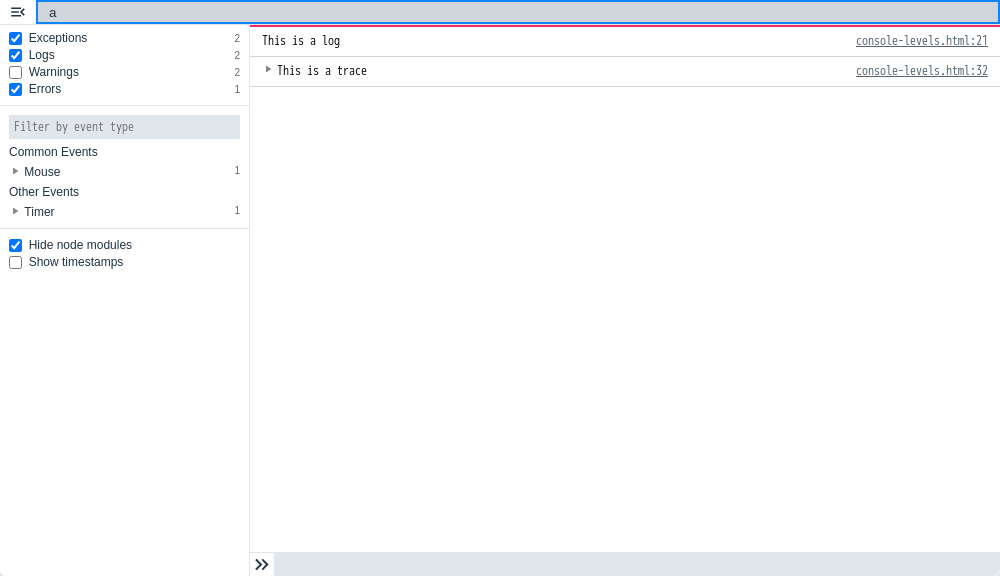 a
Exceptions 2
Logs 2
Warnings 2
Errors 1
Filter by event type
Common Events
Mouse 1
Other Events
Timer 1
Hide node modules
Show timestamps
This is a log console-levels.html:21
This is a trace console-levels.html:32